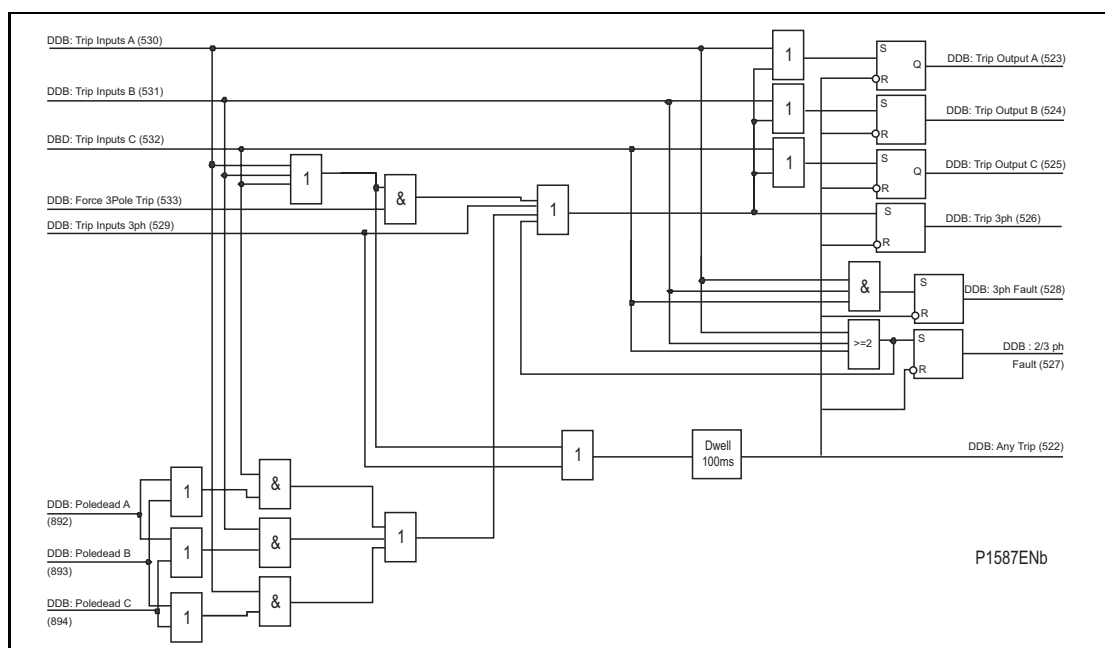 DDB: Trip Inputs A (530)
DDB: Trip Inputs B (531)
DBD: Trip Inputs C (532)
DDB: Force 3Pole Trip (533)
DDB: Trip Inputs 3ph (529)
1
&
1
1
1
1
S
Q
R
DDB: Trip Output A (523)
S
R
DDB: Trip Output B (524)
S
Q
R
DDB: Trip Output C (525)
S
R
DDB: Trip 3ph (526)
&
S
R
DDB: 3ph Fault (528)
>=2
S
R
DDB : 2/3 ph
Fault (527)
1
Dwell
100ms
DDB: Any Trip (522)
DDB: Poledead A
(892)
DDB: Poledead B
(893)
DDB: Poledead C
(894)
1
1
1
&
&
&
1
P1587ENb